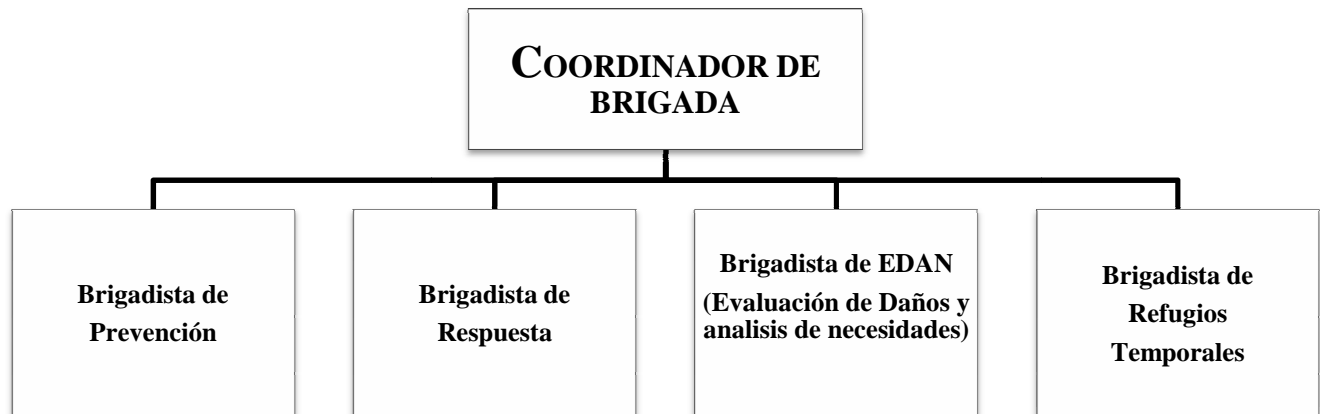 COORDINADOR DE
BRIGADA
Brigadista de
Prevención
Brigadista de
Respuesta
Brigadista de EDAN
(Evaluación de Daños y
analisis de necesidades)
Brigadista de
Refugios
Temporales